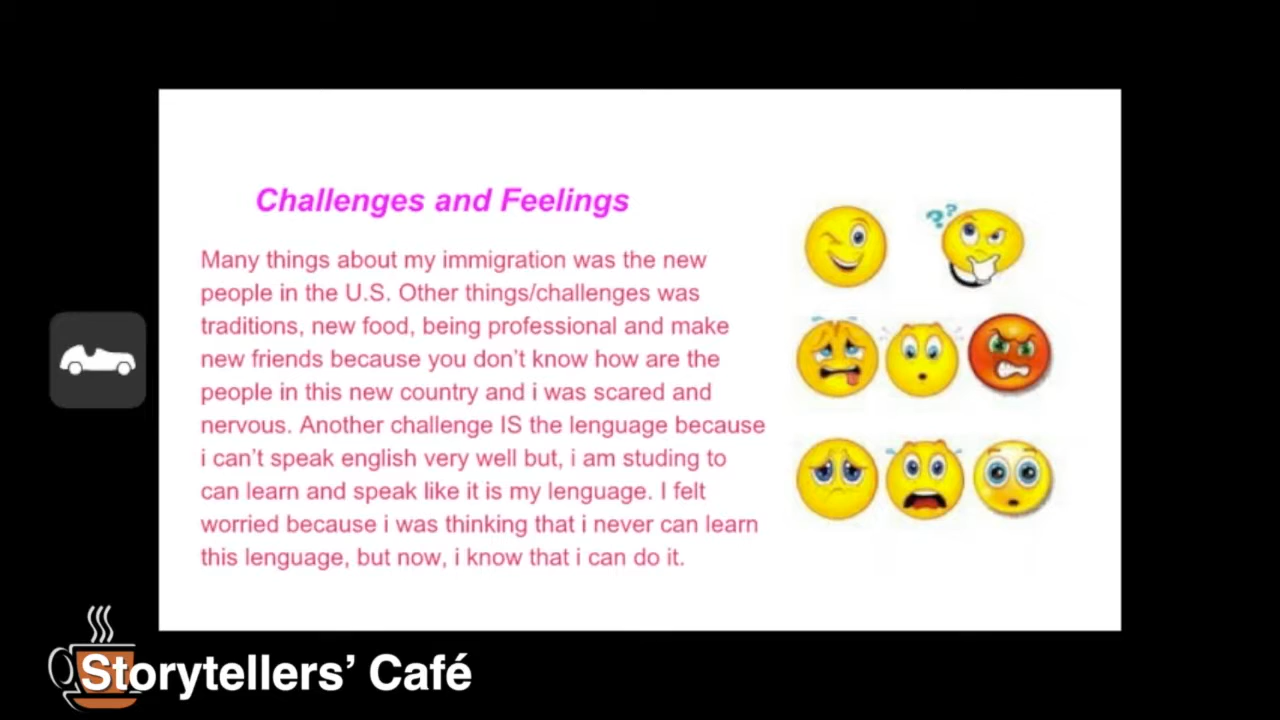 Challenges and Feelings
Many things about my immigration was the new
people in the U.S. Other things/challenges was
traditions, new food, being professional and make
new friends because you don't know how are the
people in this new country and i was scared and
nervous. Another challenge IS the lenguage because
i can't speak english very well but, i am studing to
can learn and speak like it is my lenguage. I felt
worried because i was thinking that i never can learn
this lenguage, but now, i know that i can do it.
??
Storytellers' Café